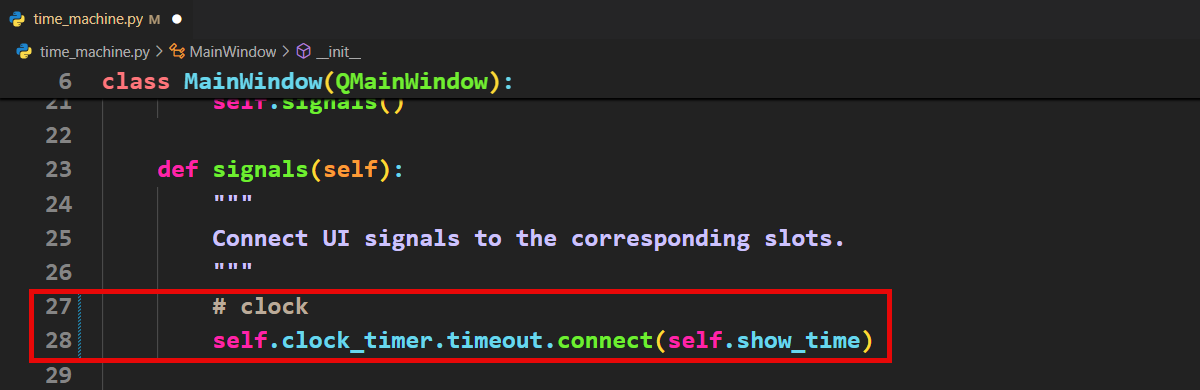 time_machine.py M ●
time_machine.py > MainWindow > __init__
6 class MainWindow(QMainWindow):
21 self.signals()
22
23 def signals(self):
24 """
25 Connect UI signals to the corresponding slots.
26 """
27 # clock
28 self.clock_timer.timeout.connect(self.show_time)
29